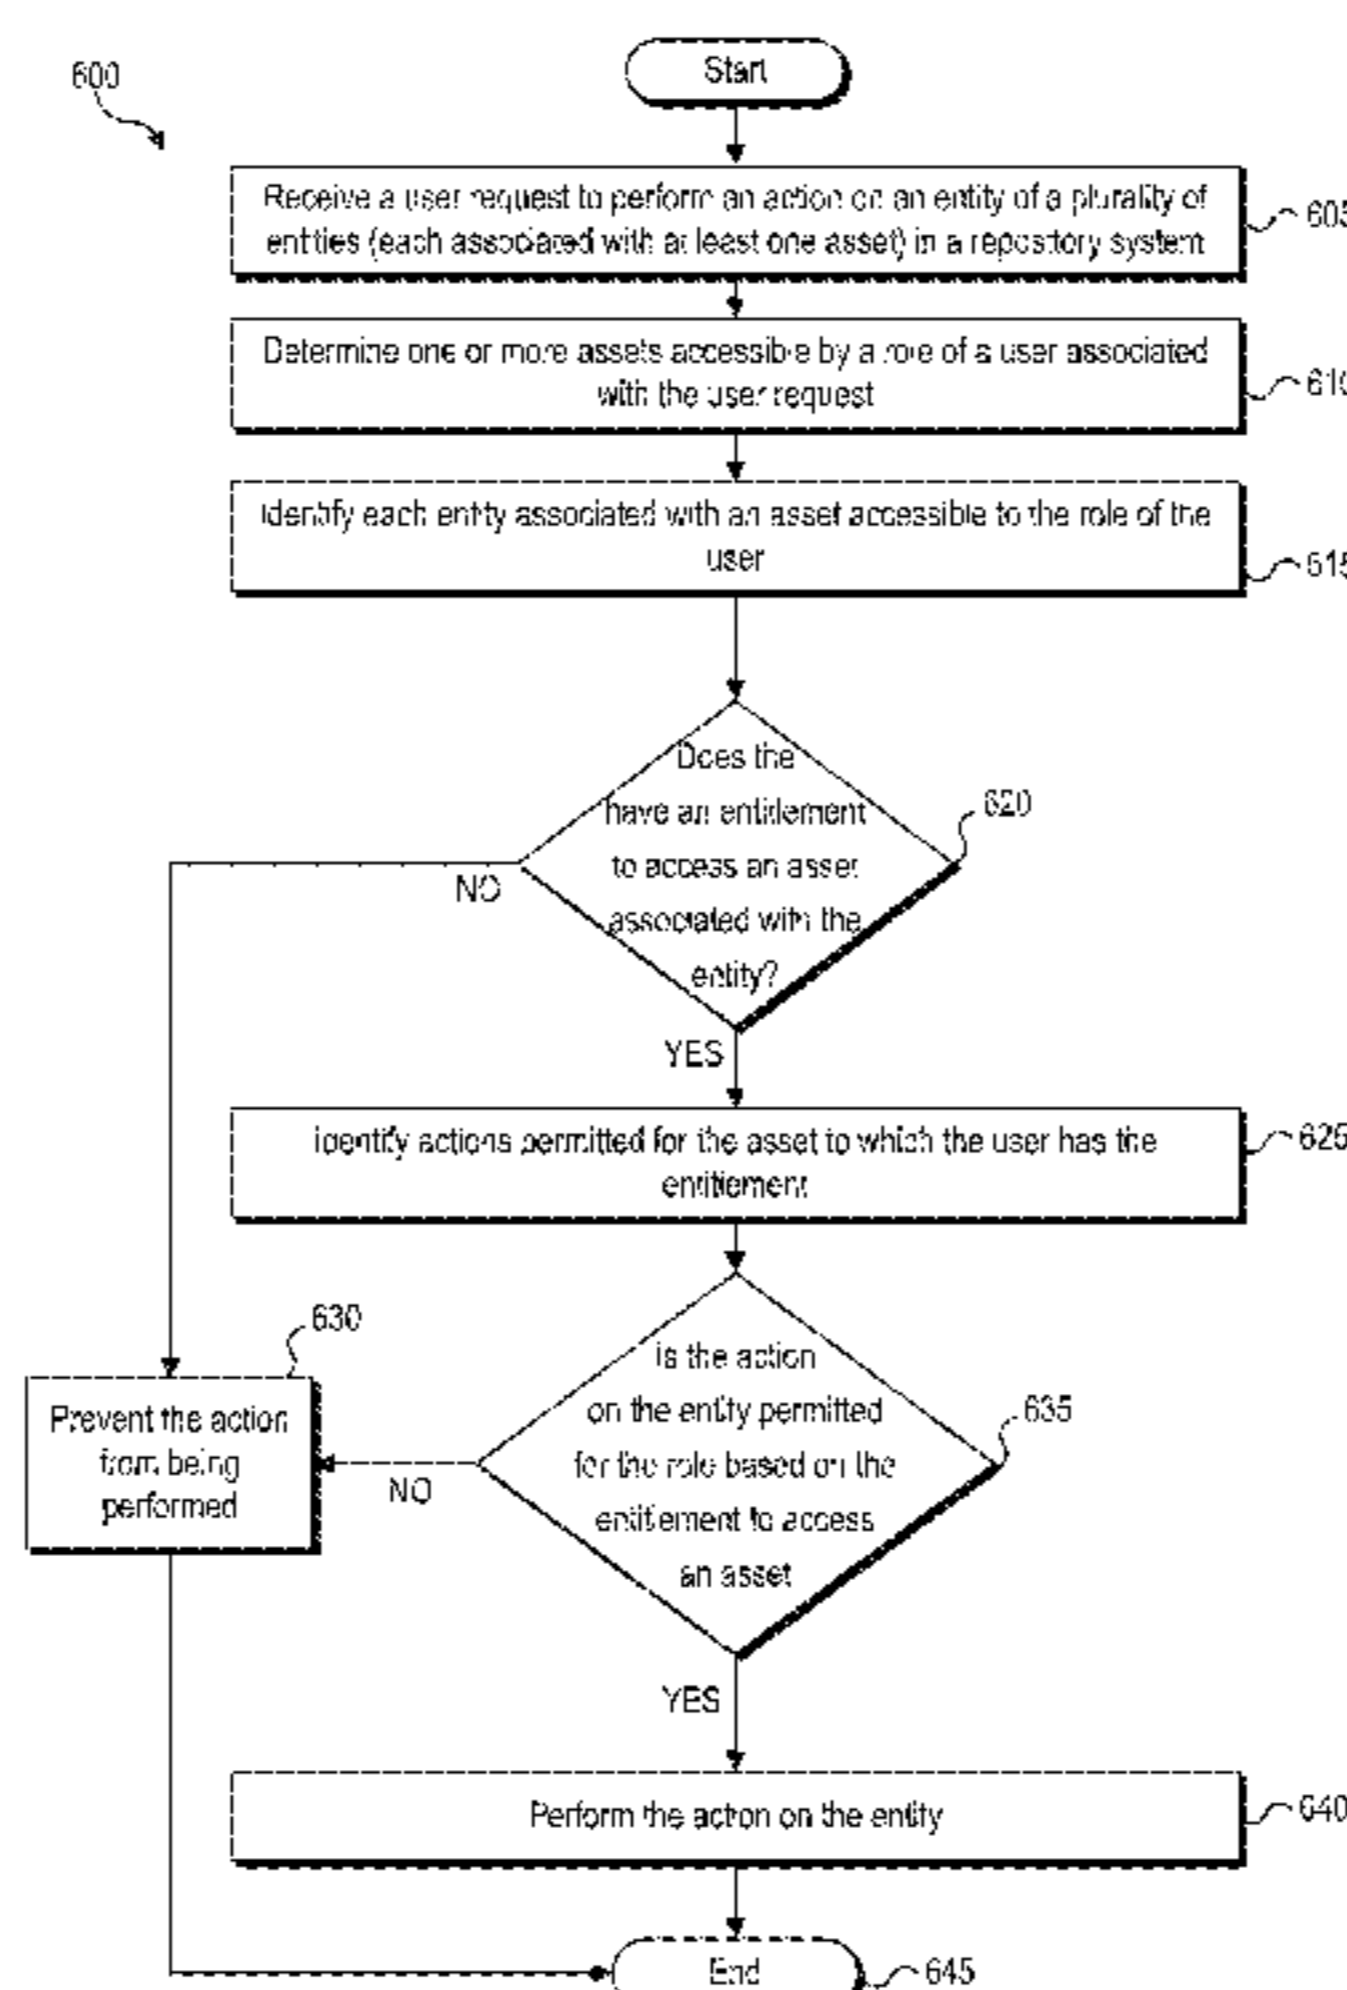 600
Start
Receive a user request to perform an action on an entity of a plurality of
entities (each associated with at least one asset) in a repository system
605
Determine one or more assets accessible by a role of a user associated
with the user request
610
Identify each entity associated with an asset accessible to the role of the
user
615
Does the
have an entitlement
to access an asset
associated with the
entity?
620
NO
YES
Identify actions permitted for the asset to which the user has the
entitlement
625
630
Prevent the action
from being
performed
Is the action
on the entity permitted
for the role based on the
entitlement to access
an asset
635
NO
YES
Perform the action on the entity
640
End
645